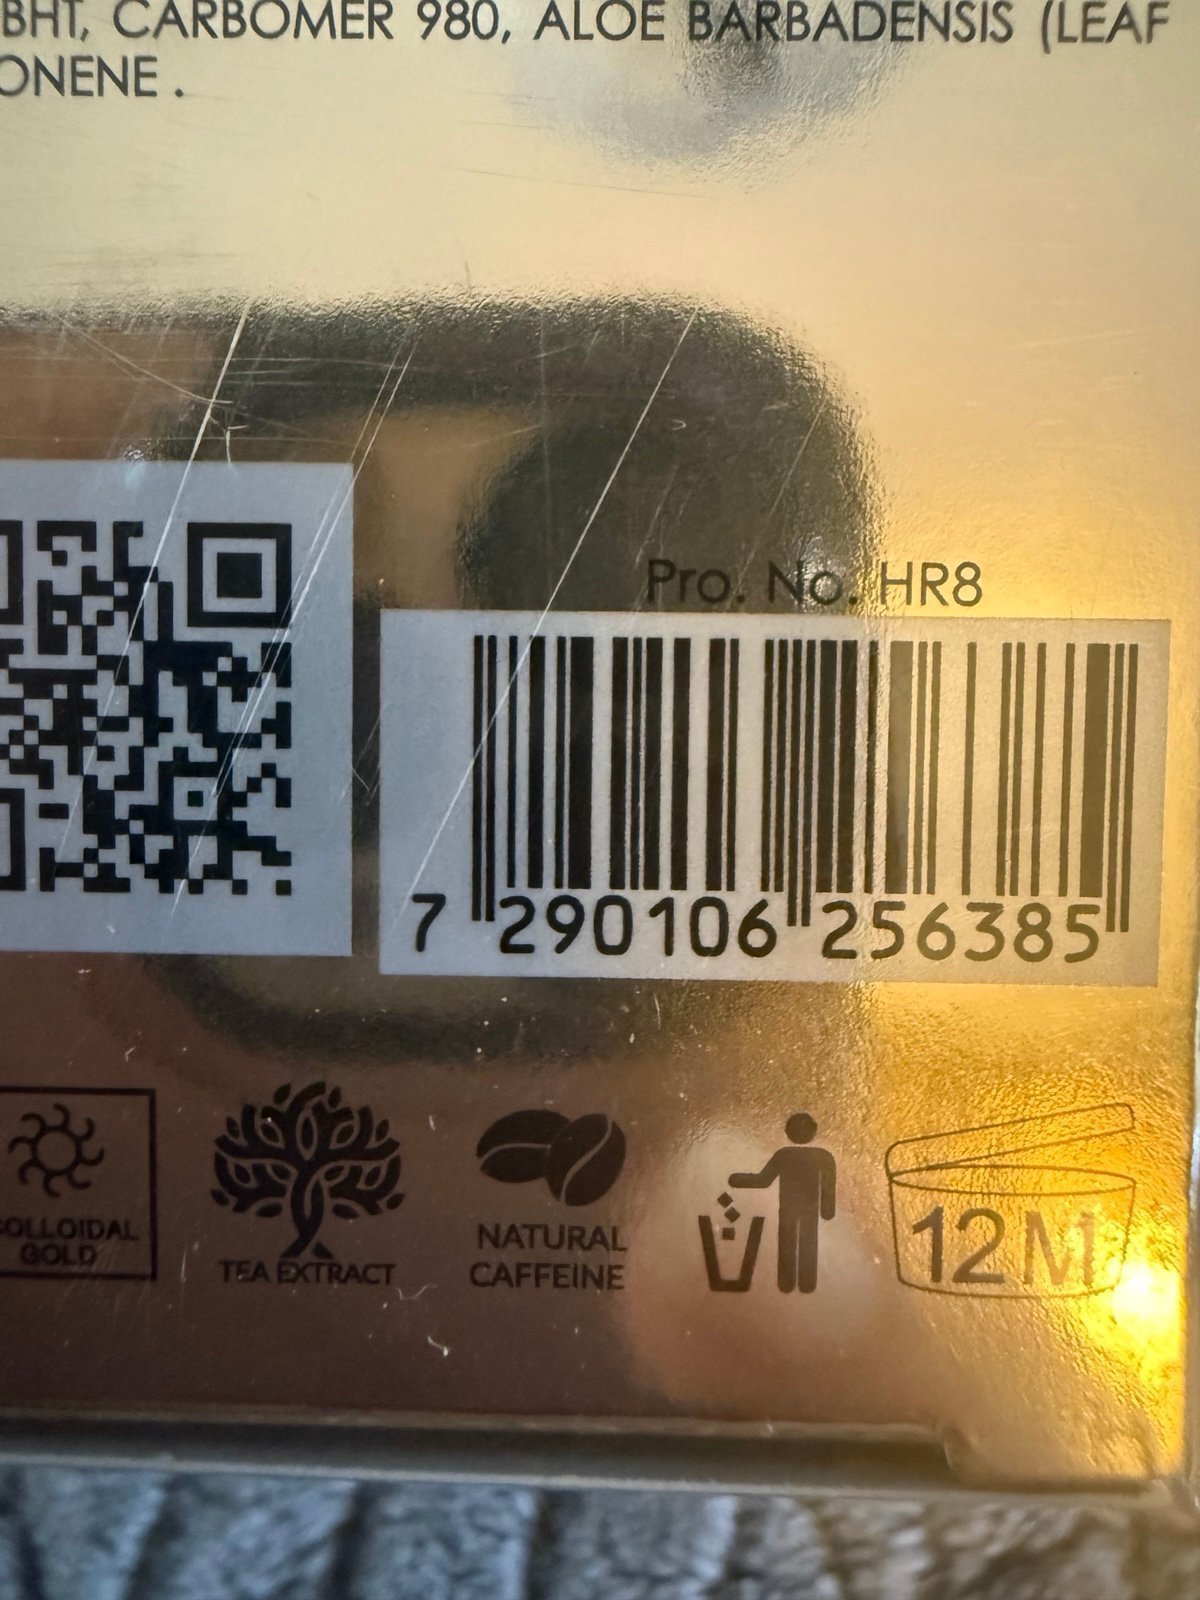 BHT, CARBOMER 980, ALOE BARBADENSIS (LEAF
ONENE .
Pro. No. HR8
7 290106 256385
COLLOIDAL
GOLD
TEA EXTRACT
NATURAL
CAFFEINE
12 M